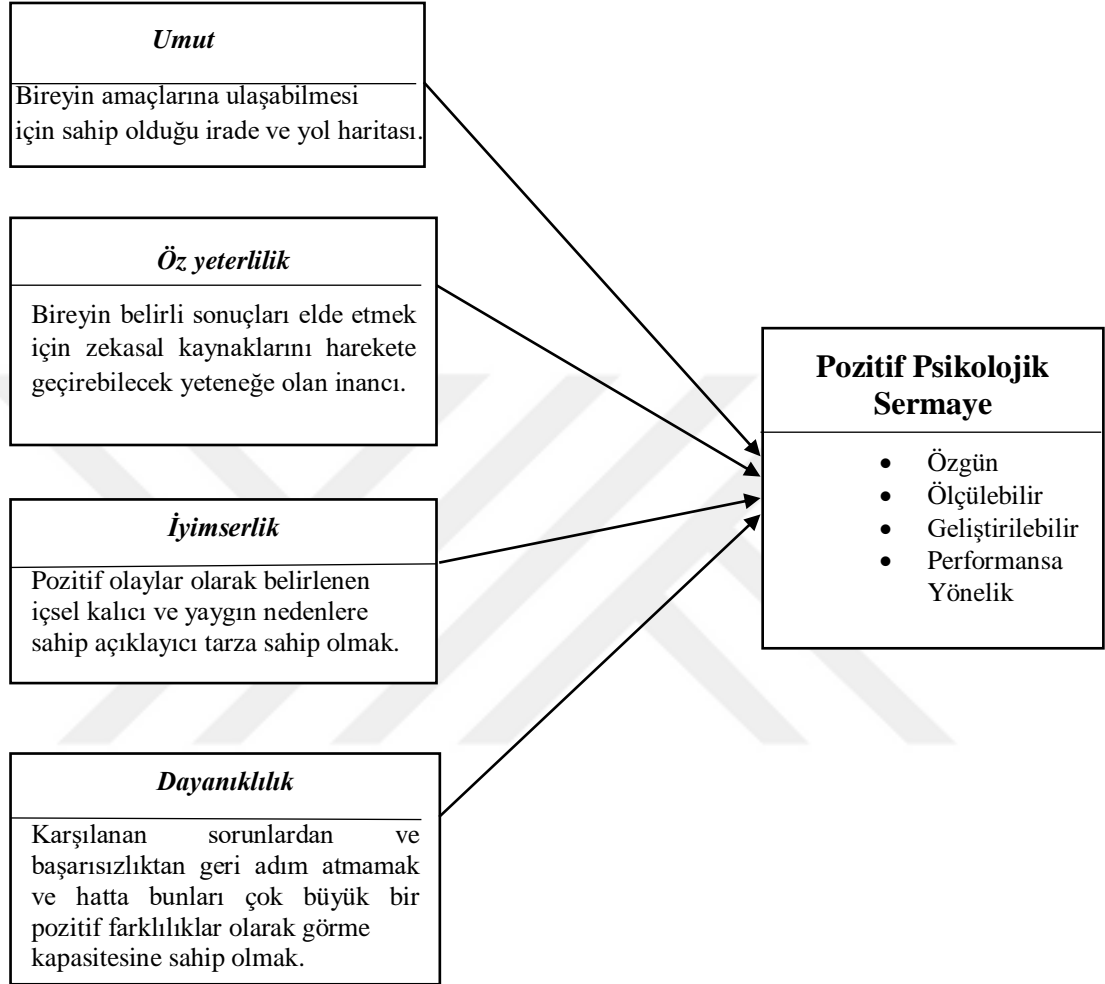 Umut
Bireyin amaçlarına ulaşabilmesi
için sahip olduğu irade ve yol haritası.
Öz yeterlilik
Bireyin belirli sonuçları elde etmek
için zekasal kaynaklarını harekete
geçirebilecek yeteneğe olan inancı.
İyimserlik
Pozitif olaylar olarak belirlenen
içsel kalıcı ve yaygın nedenlere
sahip açıklayıcı tarza sahip olmak.
Dayanıklılık
Karşılanan sorunlardan ve
başarısızlıktan geri adım atmamak
ve hatta bunları çok büyük bir
pozitif farklılıklar olarak görme
kapasitesine sahip olmak.
Pozitif Psikolojik
Sermaye
• Özgün
• Ölçülebilir
• Geliştirilebilir
• Performansa
Yönelik